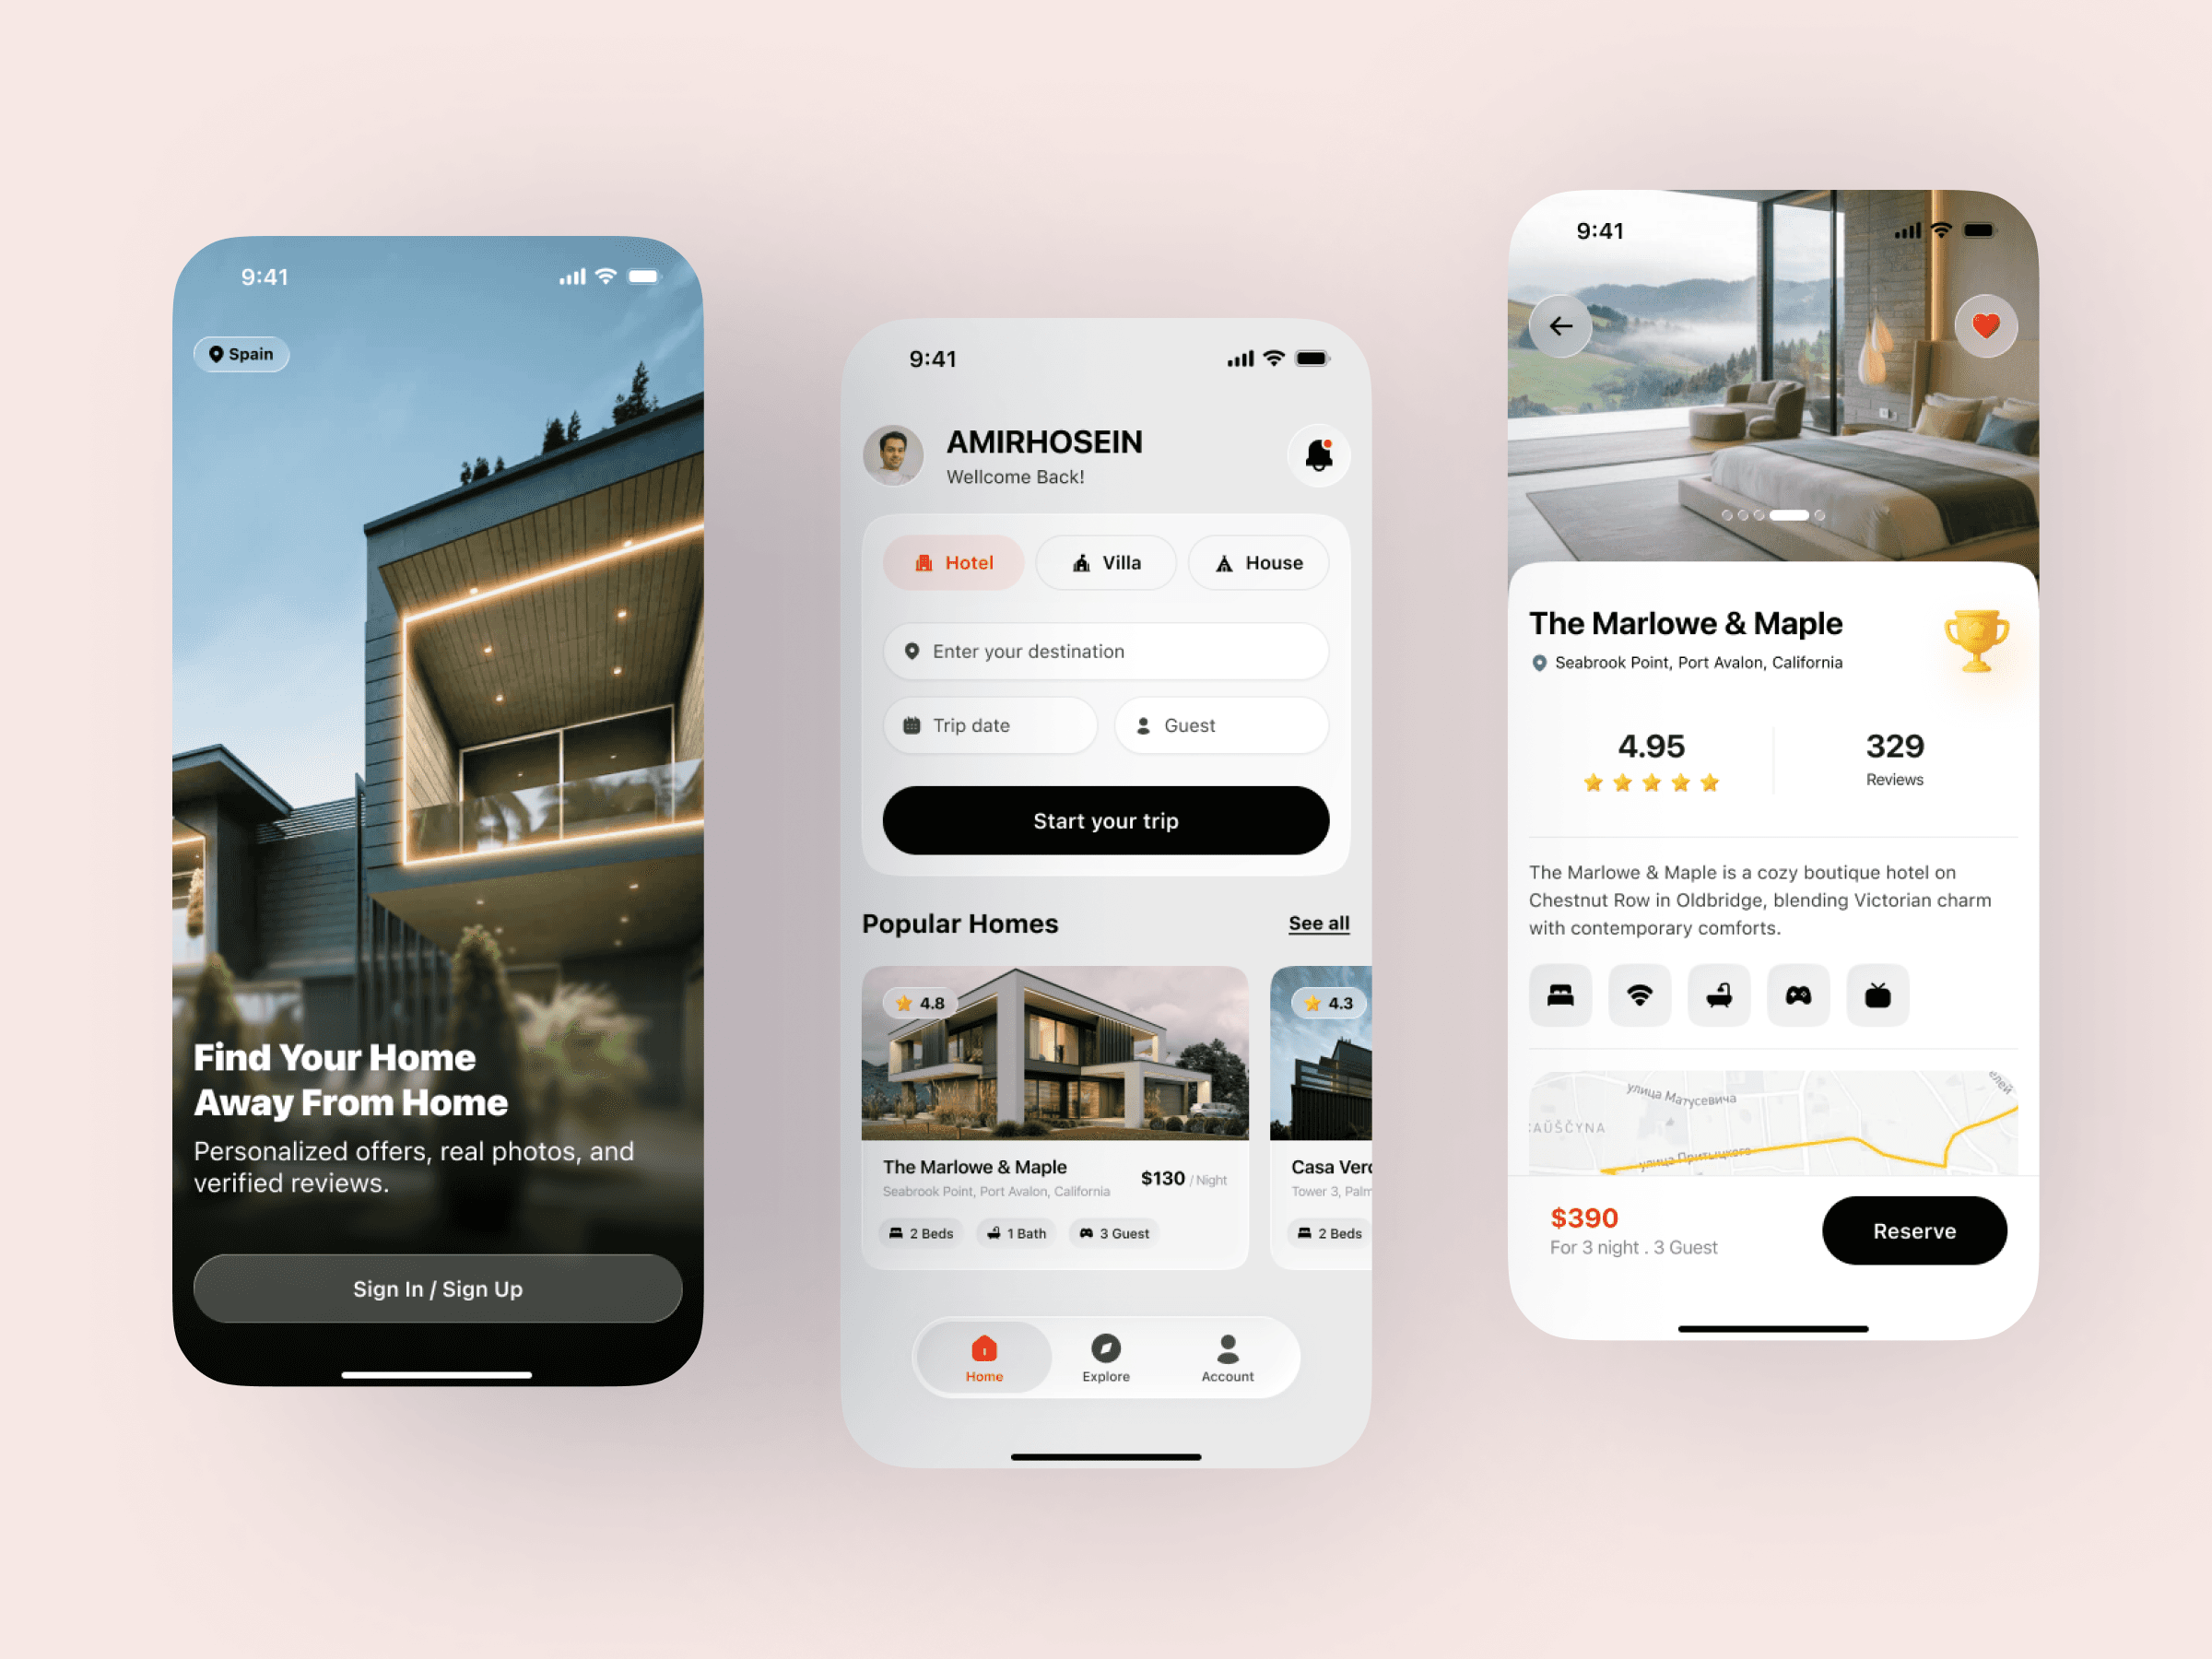 9:41
Spain
Find Your Home
Away From Home
Personalized offers, real photos, and
verified reviews.
Sign In / Sign Up
9:41
AMIRHOSEIN
Wellcome Back!
Hotel
Villa
House
Enter your destination
Trip date
Guest
Start your trip
Popular Homes
See all
4.8
The Marlowe & Maple
Seabrook Point, Port Avalon, California
$130 / Night
2 Beds
1 Bath
3 Guest
4.3
Casa
Tower 3,
2 Beds
Home
Explore
Account
9:41
The Marlowe & Maple
Seabrook Point, Port Avalon, California
4.95
329
Reviews
The Marlowe & Maple is a cozy boutique hotel on
Chestnut Row in Oldbridge, blending Victorian charm
with contemporary comforts.
улица Матусевича
улица Притыцкого
$390
For 3 night . 3 Guest
Reserve